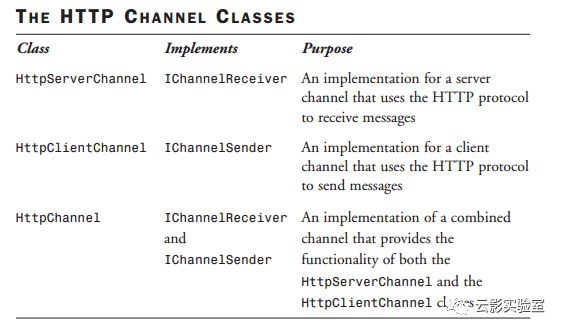 THE HTTP CHANNEL CLASSES
Class Implements Purpose
HttpServerChannel IChannelReceiver An implementation for a server
channel that uses the HTTP protocol
to receive messages
HttpClientChannel IChannelSender An implementation for a client
channel that uses the HTTP protocol
to send messages
HttpChannel IChannelReceiver An implementation of a combined
and channel that provides the
IChannelSender functionality of both the
HttpServerChannel and the
HttpClientChannel
云影实验室